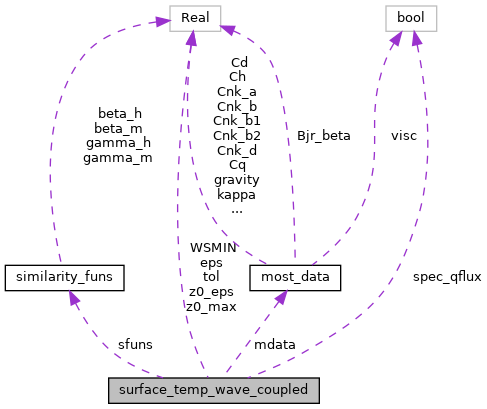 Real
bool
Cd
Ch
Cnk_a
Cnk_b
Cnk_b1
Cnk_b2
Cnk_d
Cq
gravity
kappa
...
beta_h
beta_m
gamma_h
gamma_m
Bjr_beta
visc
WSMIN
eps
tol
z0_eps
z0_max
similarity_funs
most_data
spec_qflux
sfuns
mdata
surface_temp_wave_coupled